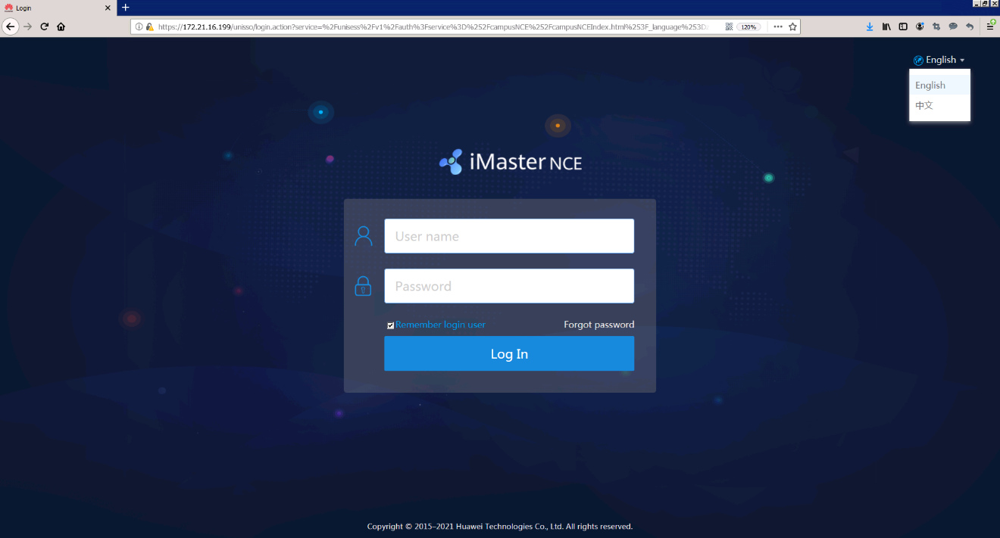 Login
https://172.21.16.199/unisso/login.action?service=%2Funisess%2Fv1%2Fauth%3Fservice%3D%252FcampusNCE%252FcampusNCEIndex.html%253F_language%253D
120%
English
English
中文
iMaster NCE
User name
Password
Remember login user
Forgot password
Log In
Copyright © 2015–2021 Huawei Technologies Co., Ltd. All rights reserved.